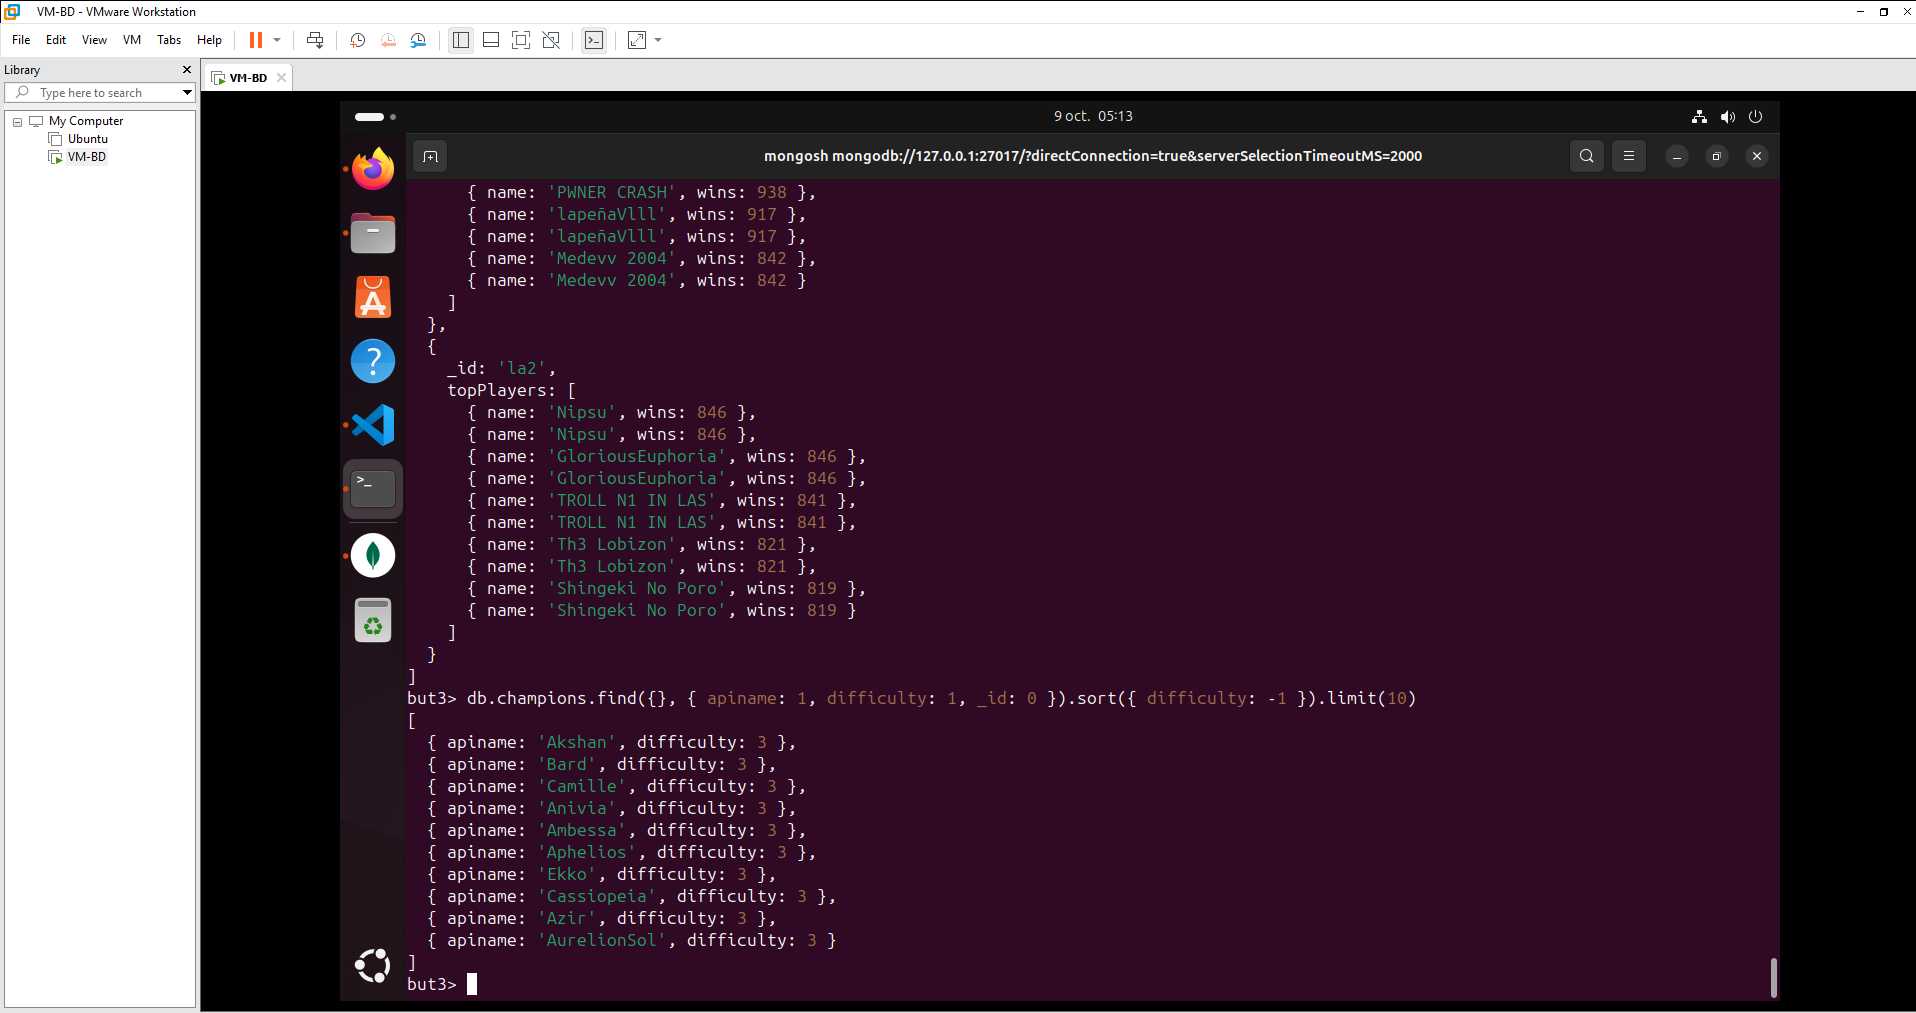 VM-BD - VMware Workstation
File Edit View VM Tabs Help
Library
Type here to search
My Computer
Ubuntu
VM-BD
VM-BD
9 oct. 05:13
mongosh mongodb://127.0.0.1:27017/?directConnection=true&serverSelectionTimeoutMS=2000
{ name: 'PWNER CRASH', wins: 938 },
{ name: 'lapeñaVlll', wins: 917 },
{ name: 'lapeñaVlll', wins: 917 },
{ name: 'Medevv 2004', wins: 842 },
{ name: 'Medevv 2004', wins: 842 }
]
},
{
_id: 'la2',
topPlayers: [
{ name: 'Nipsu', wins: 846 },
{ name: 'Nipsu', wins: 846 },
{ name: 'GloriousEuphoria', wins: 846 },
{ name: 'GloriousEuphoria', wins: 846 },
{ name: 'TROLL N1 IN LAS', wins: 841 },
{ name: 'TROLL N1 IN LAS', wins: 841 },
{ name: 'Th3 Lobizon', wins: 821 },
{ name: 'Th3 Lobizon', wins: 821 },
{ name: 'Shingeki No Poro', wins: 819 },
{ name: 'Shingeki No Poro', wins: 819 }
]
}
]
but3> db.champions.find({}, { apiname: 1, difficulty: 1, _id: 0 }).sort({ difficulty: -1 }).limit(10)
[
{ apiname: 'Akshan', difficulty: 3 },
{ apiname: 'Bard', difficulty: 3 },
{ apiname: 'Camille', difficulty: 3 },
{ apiname: 'Anivia', difficulty: 3 },
{ apiname: 'Ambessa', difficulty: 3 },
{ apiname: 'Aphelios', difficulty: 3 },
{ apiname: 'Ekko', difficulty: 3 },
{ apiname: 'Cassiopeia', difficulty: 3 },
{ apiname: 'Azir', difficulty: 3 },
{ apiname: 'AurelionSol', difficulty: 3 }
]
but3>